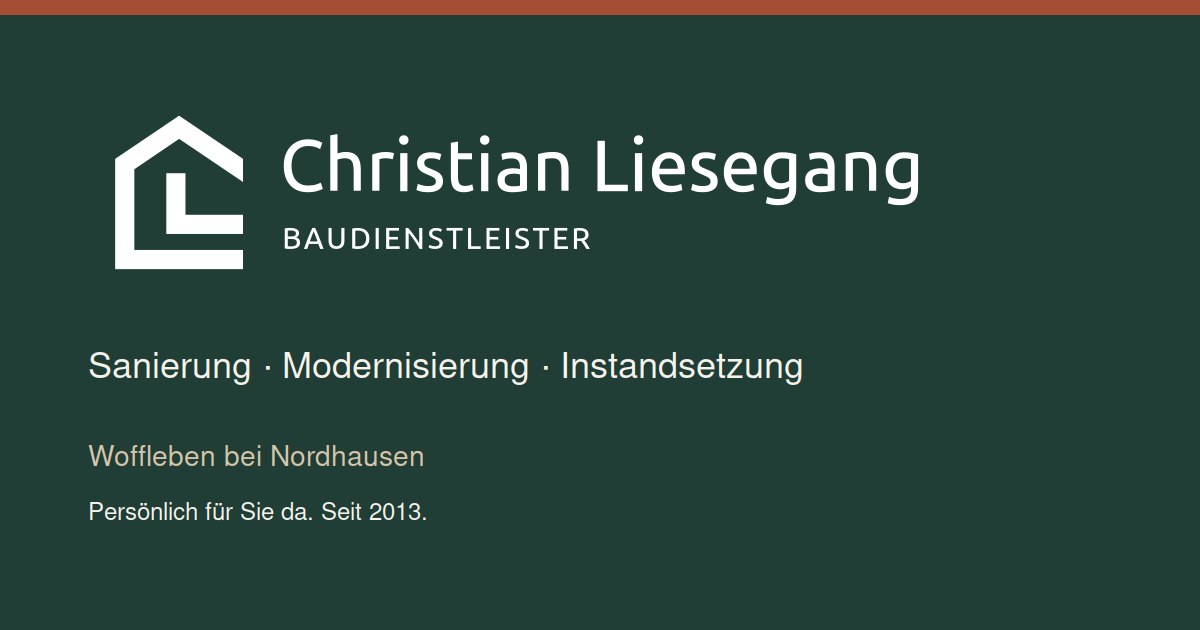 Christian Liesegang
BAUDIENSTLEISTER
Sanierung · Modernisierung · Instandsetzung
Woffleben bei Nordhausen
Persönlich für Sie da. Seit 2013.